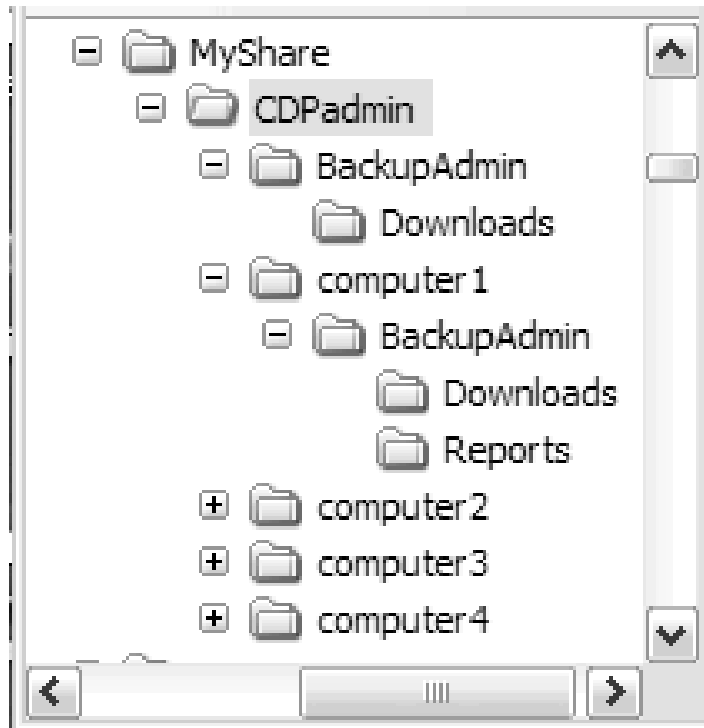 MyShare
CDPadmin
BackupAdmin
Downloads
computer1
BackupAdmin
Downloads
Reports
computer2
computer3
computer4